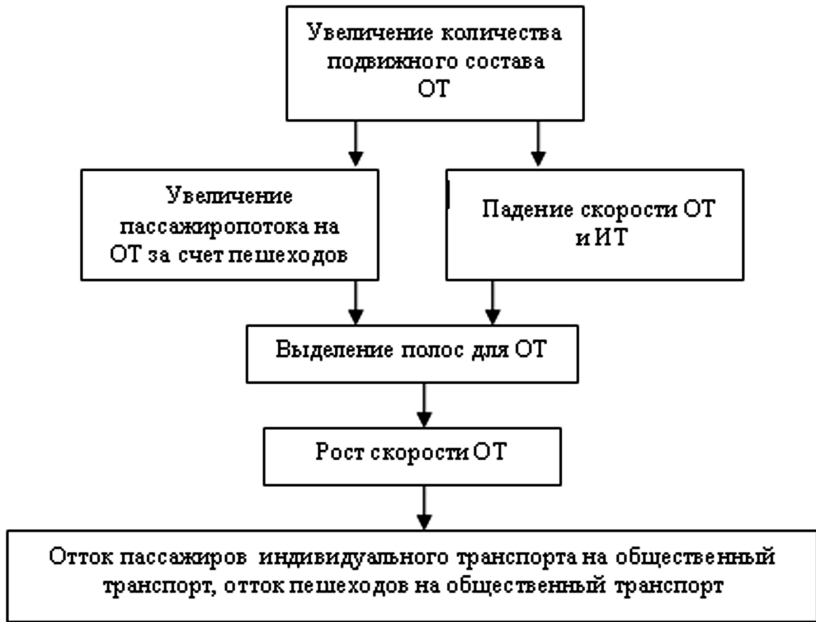 Увеличение количества
подвижного состава
ОТ
Увеличение
пассажиропотока на
ОТ за счет пешеходов
Падение скорости ОТ
и ИТ
Выделение полос для ОТ
Рост скорости ОТ
Отток пассажиров индивидуального транспорта на общественный
транспорт, отток пешеходов на общественный транспорт